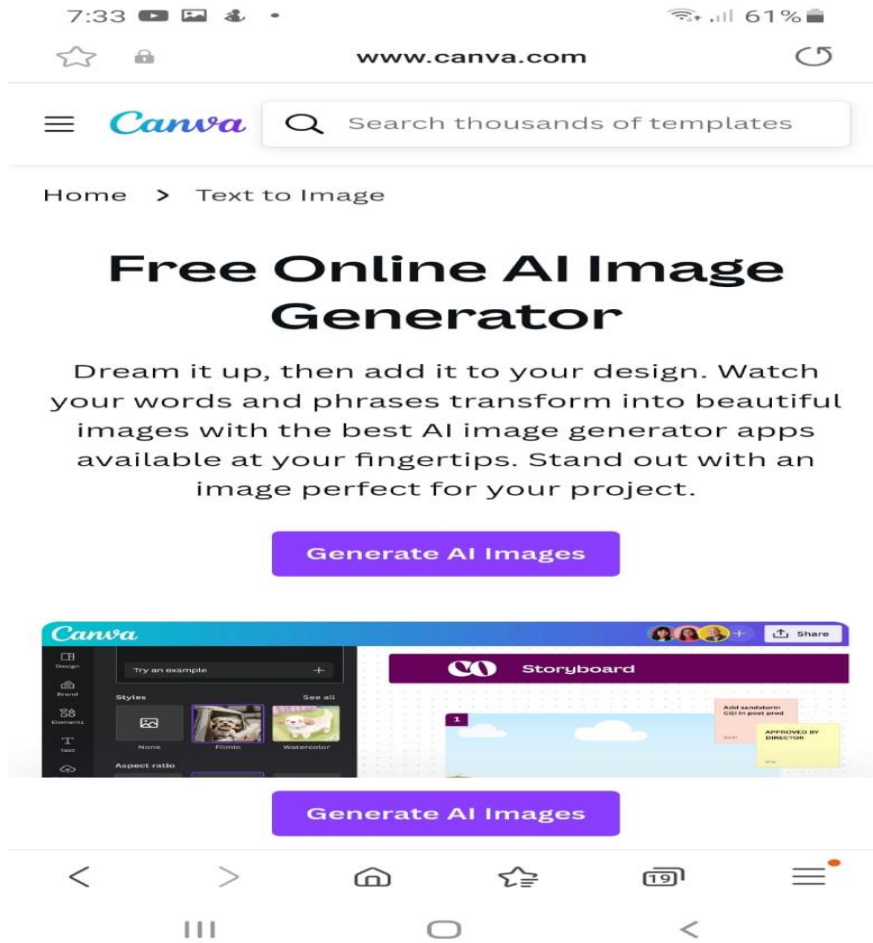 7:33 61%
www.canva.com
Canva Search thousands of templates
Home > Text to Image
Free Online AI Image
Generator
Dream it up, then add it to your design. Watch
your words and phrases transform into beautiful
images with the best AI image generator apps
available at your fingertips. Stand out with an
image perfect for your project.
Generate AI Images
Canva + Share
Design
Try an example +
Storyboard
Brand
Styles See all
Elements
1
Add sandstorm
CGI in post prod
APPROVED BY
DIRECTOR
Text
None Filmic Watercolor
Aspect ratio
Generate AI Images
19